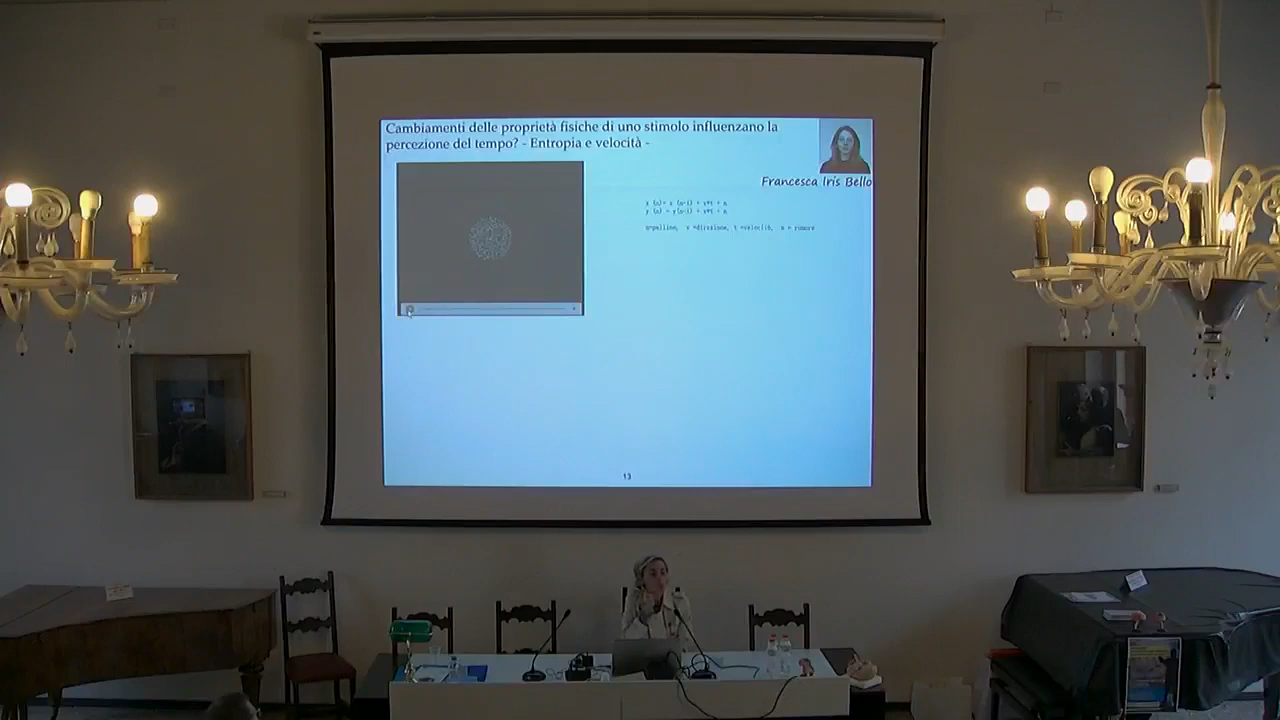 Cambiamenti delle proprietà fisiche di uno stimolo influenzano la
percezione del tempo? - Entropia e velocità -
Francesca Iris Bello
13